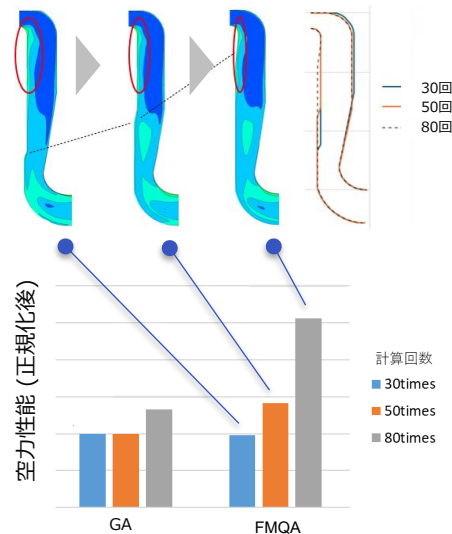 30回
50回
80回
空力性能 (正規化後)
計算回数
30times
50times
80times
GA
FMQA